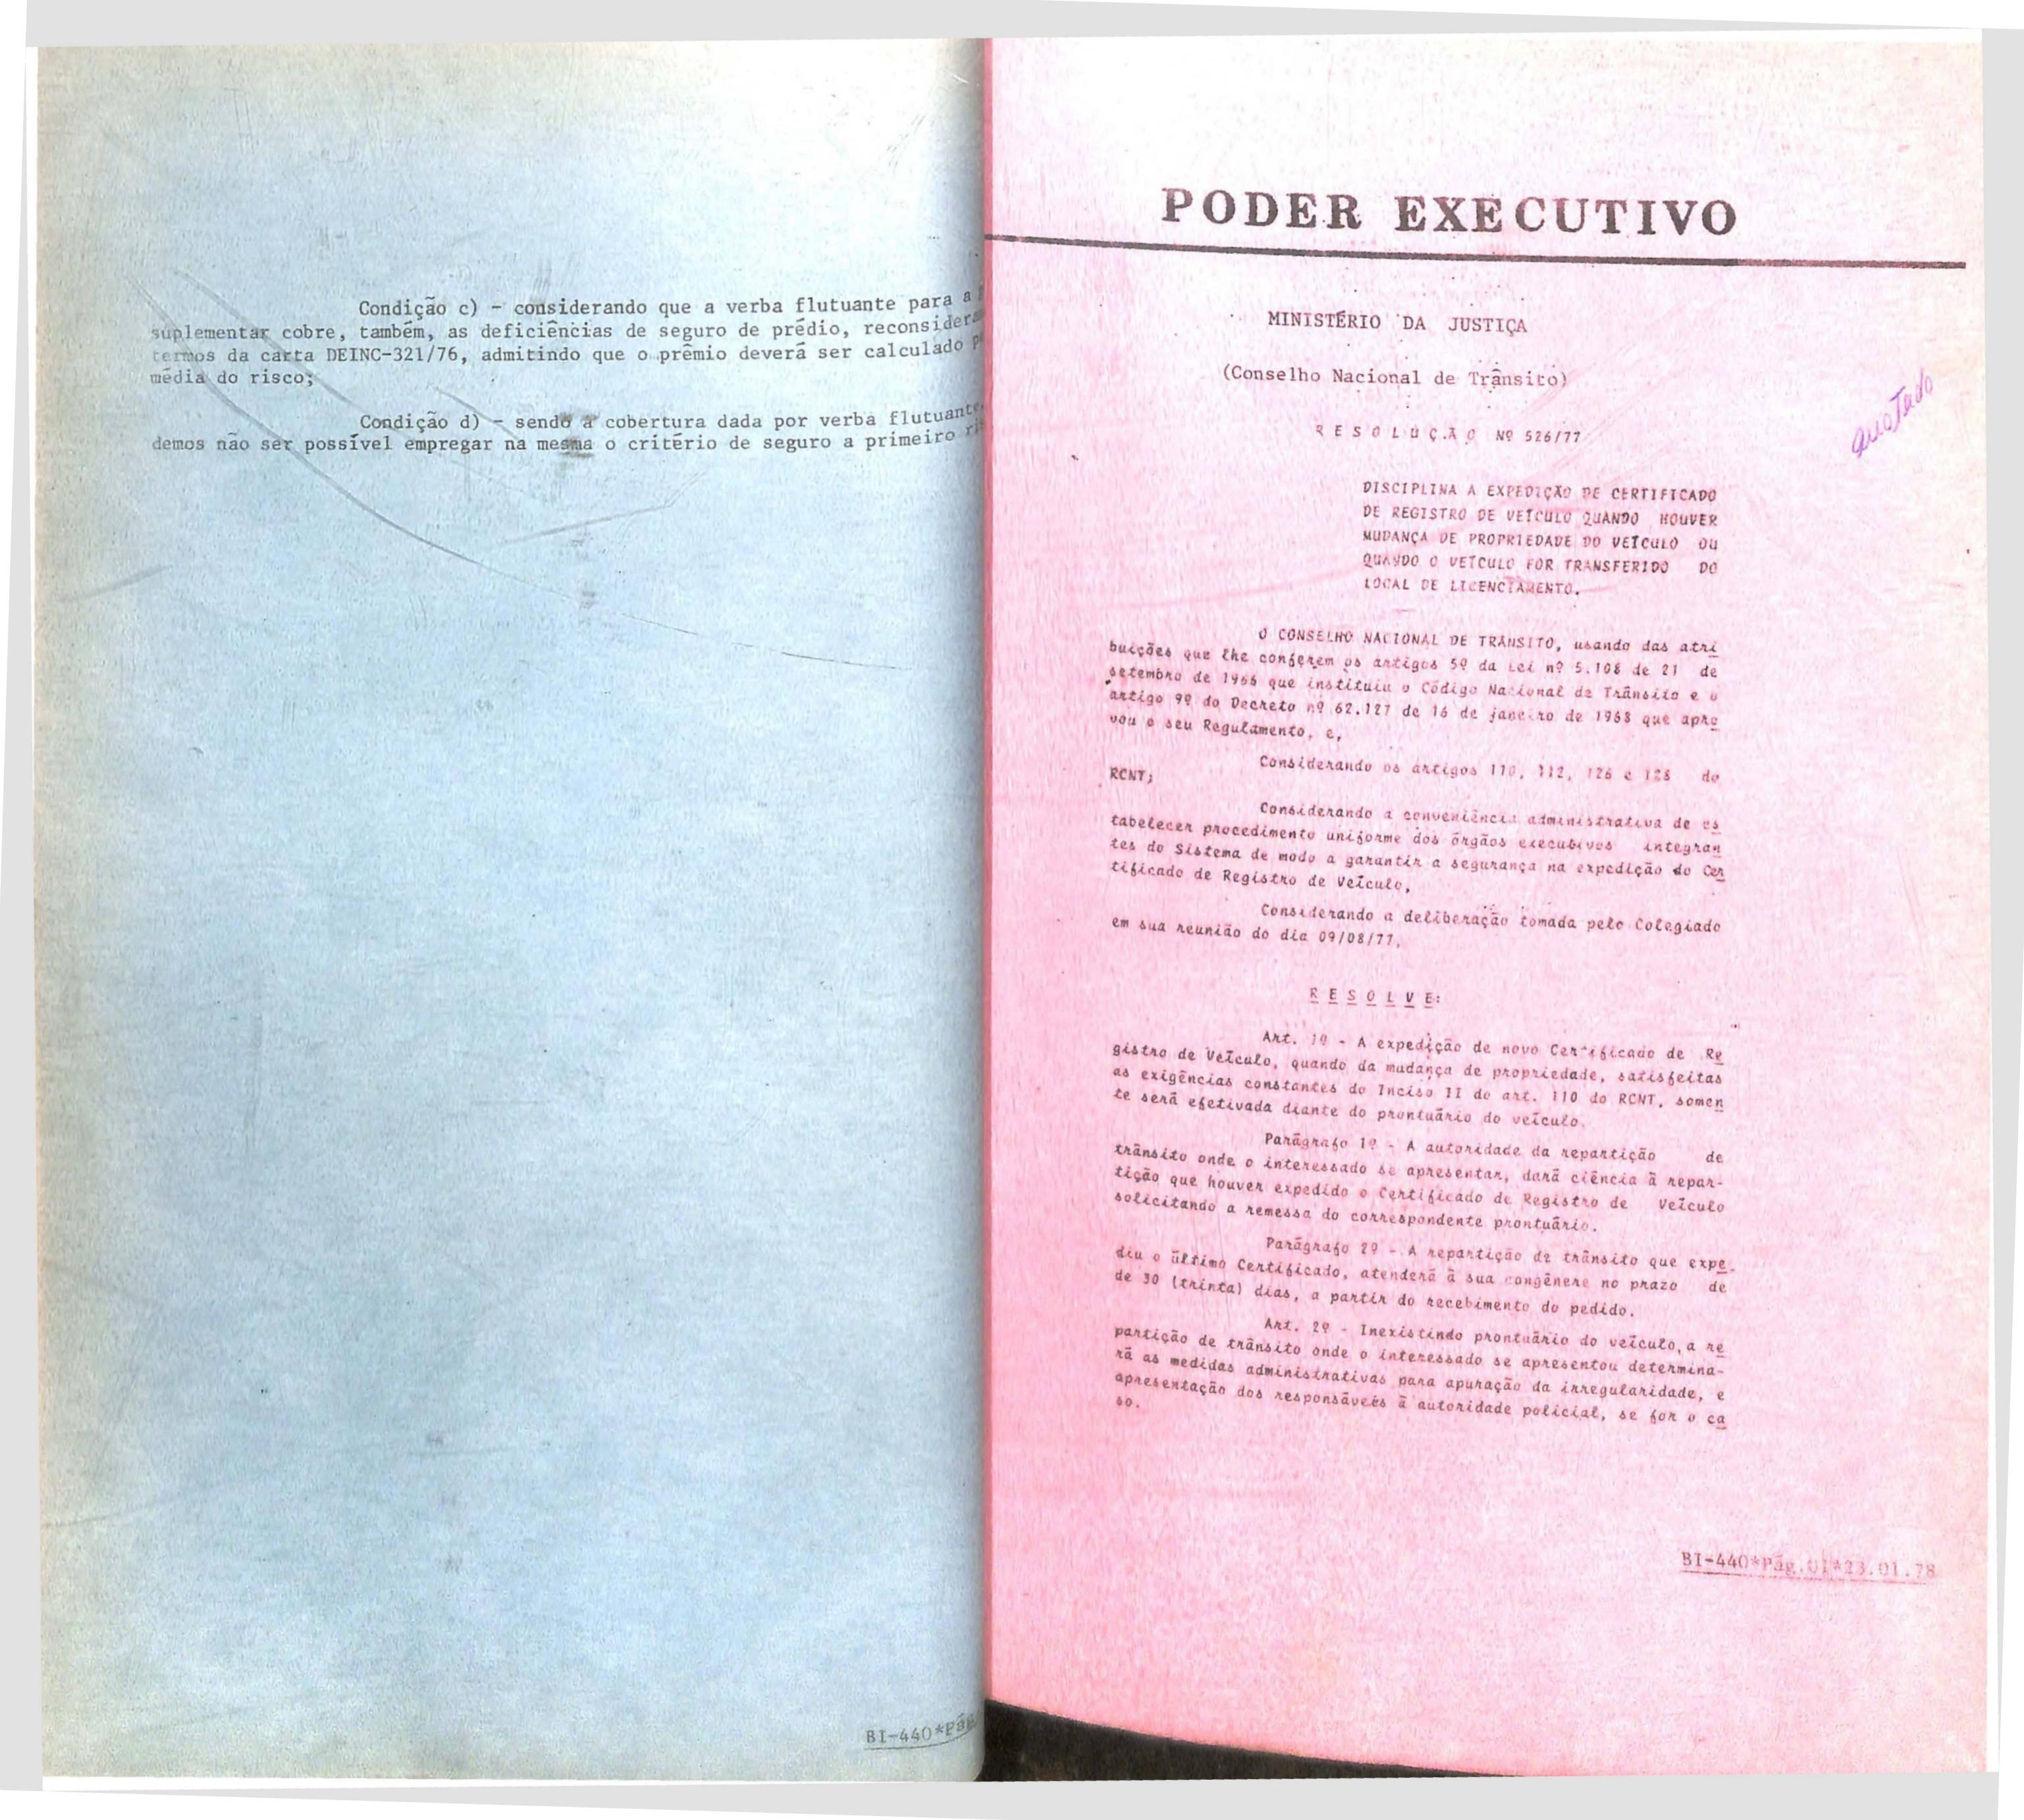 Condição c) - considerando que a verba flutuante para a
suplementar cobre, também, as deficiências de seguro de prédio,
termos da carta DEINC-321/76, admitindo que o prêmio deverá ser calculado
média do risco;
Condição d) - sendo a cobertura dada por verba flutuante,
demos não ser possível empregar na mesma o critério de seguro a primeiro
BI-440*Pág
PODER EXECUTIVO
MINISTÉRIO DA JUSTIÇA
(Conselho Nacional de Trânsito)
R E S O L U Ç Ã O Nº 526/77
anotado
DISCIPLINA A EXPEDIÇÃO DE CERTIFICADO
DE REGISTRO DE VEÍCULO QUANDO HOUVER
MUDANÇA DE PROPRIEDADE DO VEÍCULO OU
QUANDO O VEÍCULO FOR TRANSFERIDO DO
LOCAL DE LICENCIAMENTO.
O CONSELHO NACIONAL DE TRÂNSITO, usando das atri
buições que lhe conferem os artigos 5º da Lei nº 5.108 de 21 de
setembro de 1966 que instituiu o Código Nacional de Trânsito e o
artigo 9º do Decreto nº 62.127 de 16 de janeiro de 1968 que apro
vou o seu Regulamento, e,
Considerando os artigos 110, 112, 126 e 128 do
RCNT;
Considerando a conveniência administrativa de es
tabelecer procedimento uniforme dos órgãos executivos integran
tes do Sistema de modo a garantir a segurança na expedição do Cer
tificado de Registro de Veículo,
Considerando a deliberação tomada pelo Colegiado
em sua reunião do dia 09/08/77,
R E S O L V E:
Art. 1º - A expedição de novo Certificado de Re
gistro de Veículo, quando da mudança de propriedade, satisfeitas
as exigências constantes do Inciso II do art. 110 do RCNT, somen
te será efetivada diante do prontuário do veículo.
Parágrafo 1º - A autoridade da repartição de
trânsito onde o interessado se apresentar, dará ciência à repar-
tição que houver expedido o Certificado de Registro de Veículo
solicitando a remessa do correspondente prontuário.
Parágrafo 2º - A repartição de trânsito que expe
diu o último Certificado, atenderá à sua congênere no prazo de
de 30 (trinta) dias, a partir do recebimento do pedido.
Art. 2º - Inexistindo prontuário do veículo, a re
partição de trânsito onde o interessado se apresentou determina-
rá as medidas administrativas para apuração da irregularidade, e
apresentação dos responsáveis à autoridade policial, se for o ca
so.
BI-440*Pág.01*23.01.78